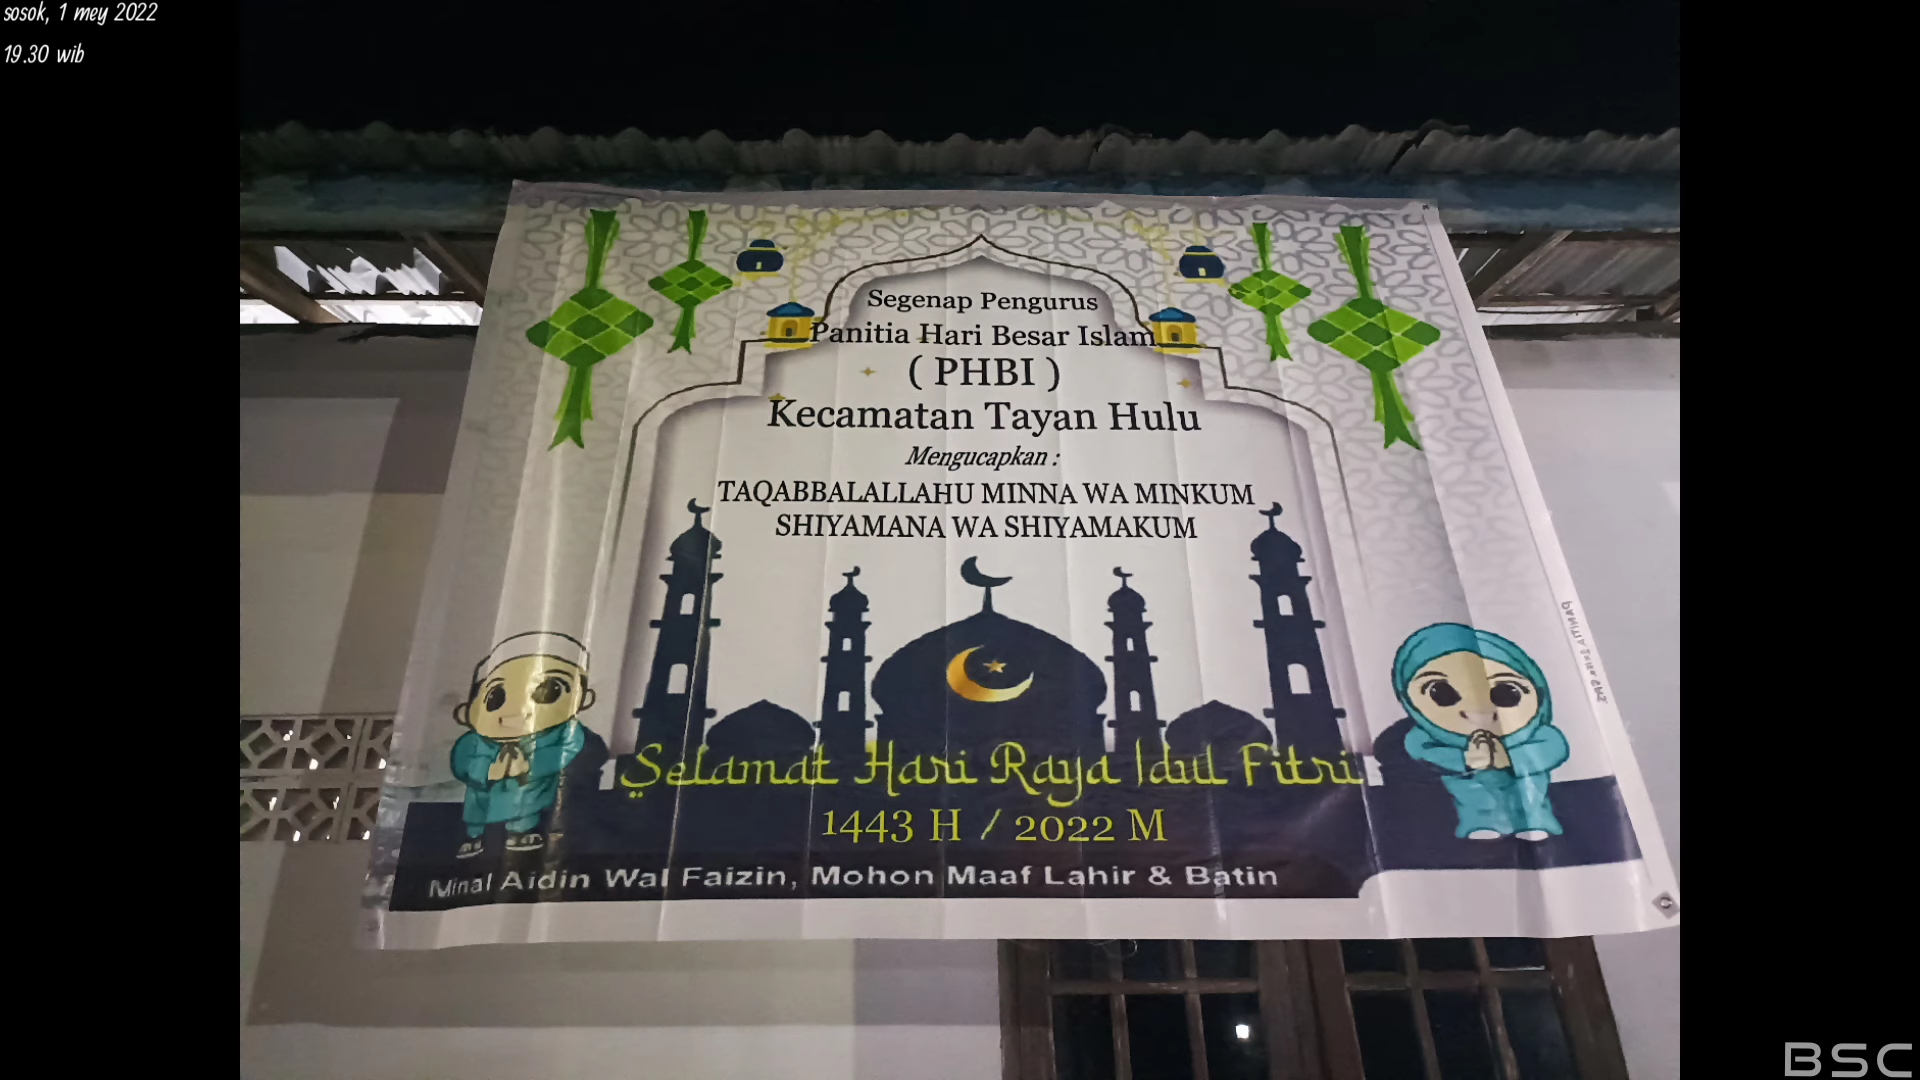 sosok, 1 mey 2022
19.30 wib
Segenap Pengurus
Panitia Hari Besar Islam
( PHBI )
Kecamatan Tayan Hulu
Mengucapkan :
TAQABBALALLAHU MINNA WA MINKUM
SHIYAMANA WA SHIYAMAKUM
Selamat Hari Raya Idul Fitri
1443 H / 2022 M
Minal Aidin Wal Faizin, Mohon Maaf Lahir & Batin
BSC